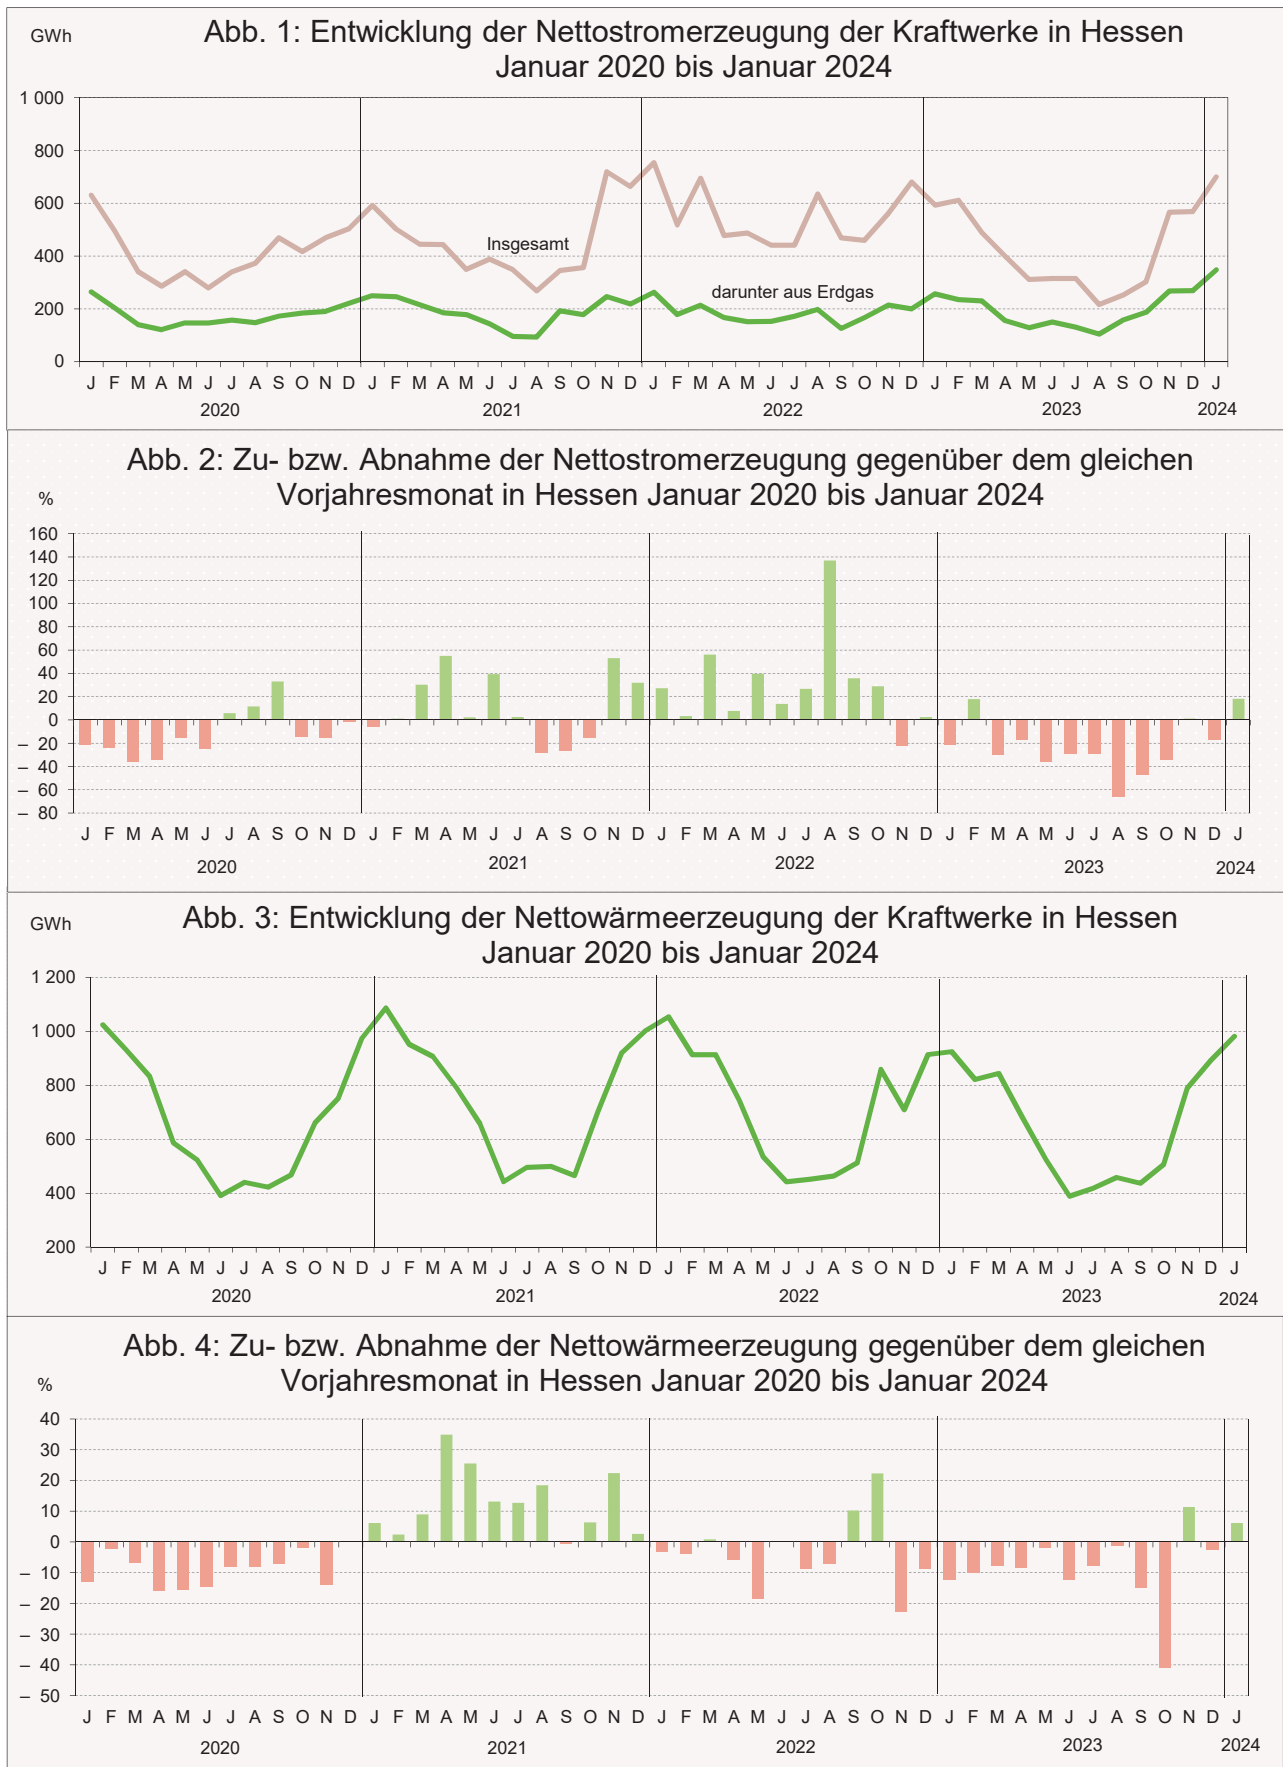 Abb. 1: Entwicklung der Nettostromerzeugung der Kraftwerke in Hessen
Januar 2020 bis Januar 2024
GWh
1 000
800
600
400
200
0
Insgesamt
darunter aus Erdgas
J F M A M J J A S O N D J F M A M J J A S O N D J F M A M J J A S O N D J F M A M J J A S O N D J
2020 2021 2022 2023 2024
Abb. 2: Zu- bzw. Abnahme der Nettostromerzeugung gegenüber dem gleichen
Vorjahresmonat in Hessen Januar 2020 bis Januar 2024
%
160
140
120
100
80
60
40
20
0
– 20
– 40
– 60
– 80
J F M A M J J A S O N D J F M A M J J A S O N D J F M A M J J A S O N D J F M A M J J A S O N D J
2020 2021 2022 2023 2024
Abb. 3: Entwicklung der Nettowärmeerzeugung der Kraftwerke in Hessen
Januar 2020 bis Januar 2024
GWh
1 200
1 000
800
600
400
200
J F M A M J J A S O N D J F M A M J J A S O N D J F M A M J J A S O N D J F M A M J J A S O N D J
2020 2021 2022 2023 2024
Abb. 4: Zu- bzw. Abnahme der Nettowärmeerzeugung gegenüber dem gleichen
Vorjahresmonat in Hessen Januar 2020 bis Januar 2024
%
40
30
20
10
0
– 10
– 20
– 30
– 40
– 50
J F M A M J J A S O N D J F M A M J J A S O N D J F M A M J J A S O N D J F M A M J J A S O N D J
2020 2021 2022 2023 2024